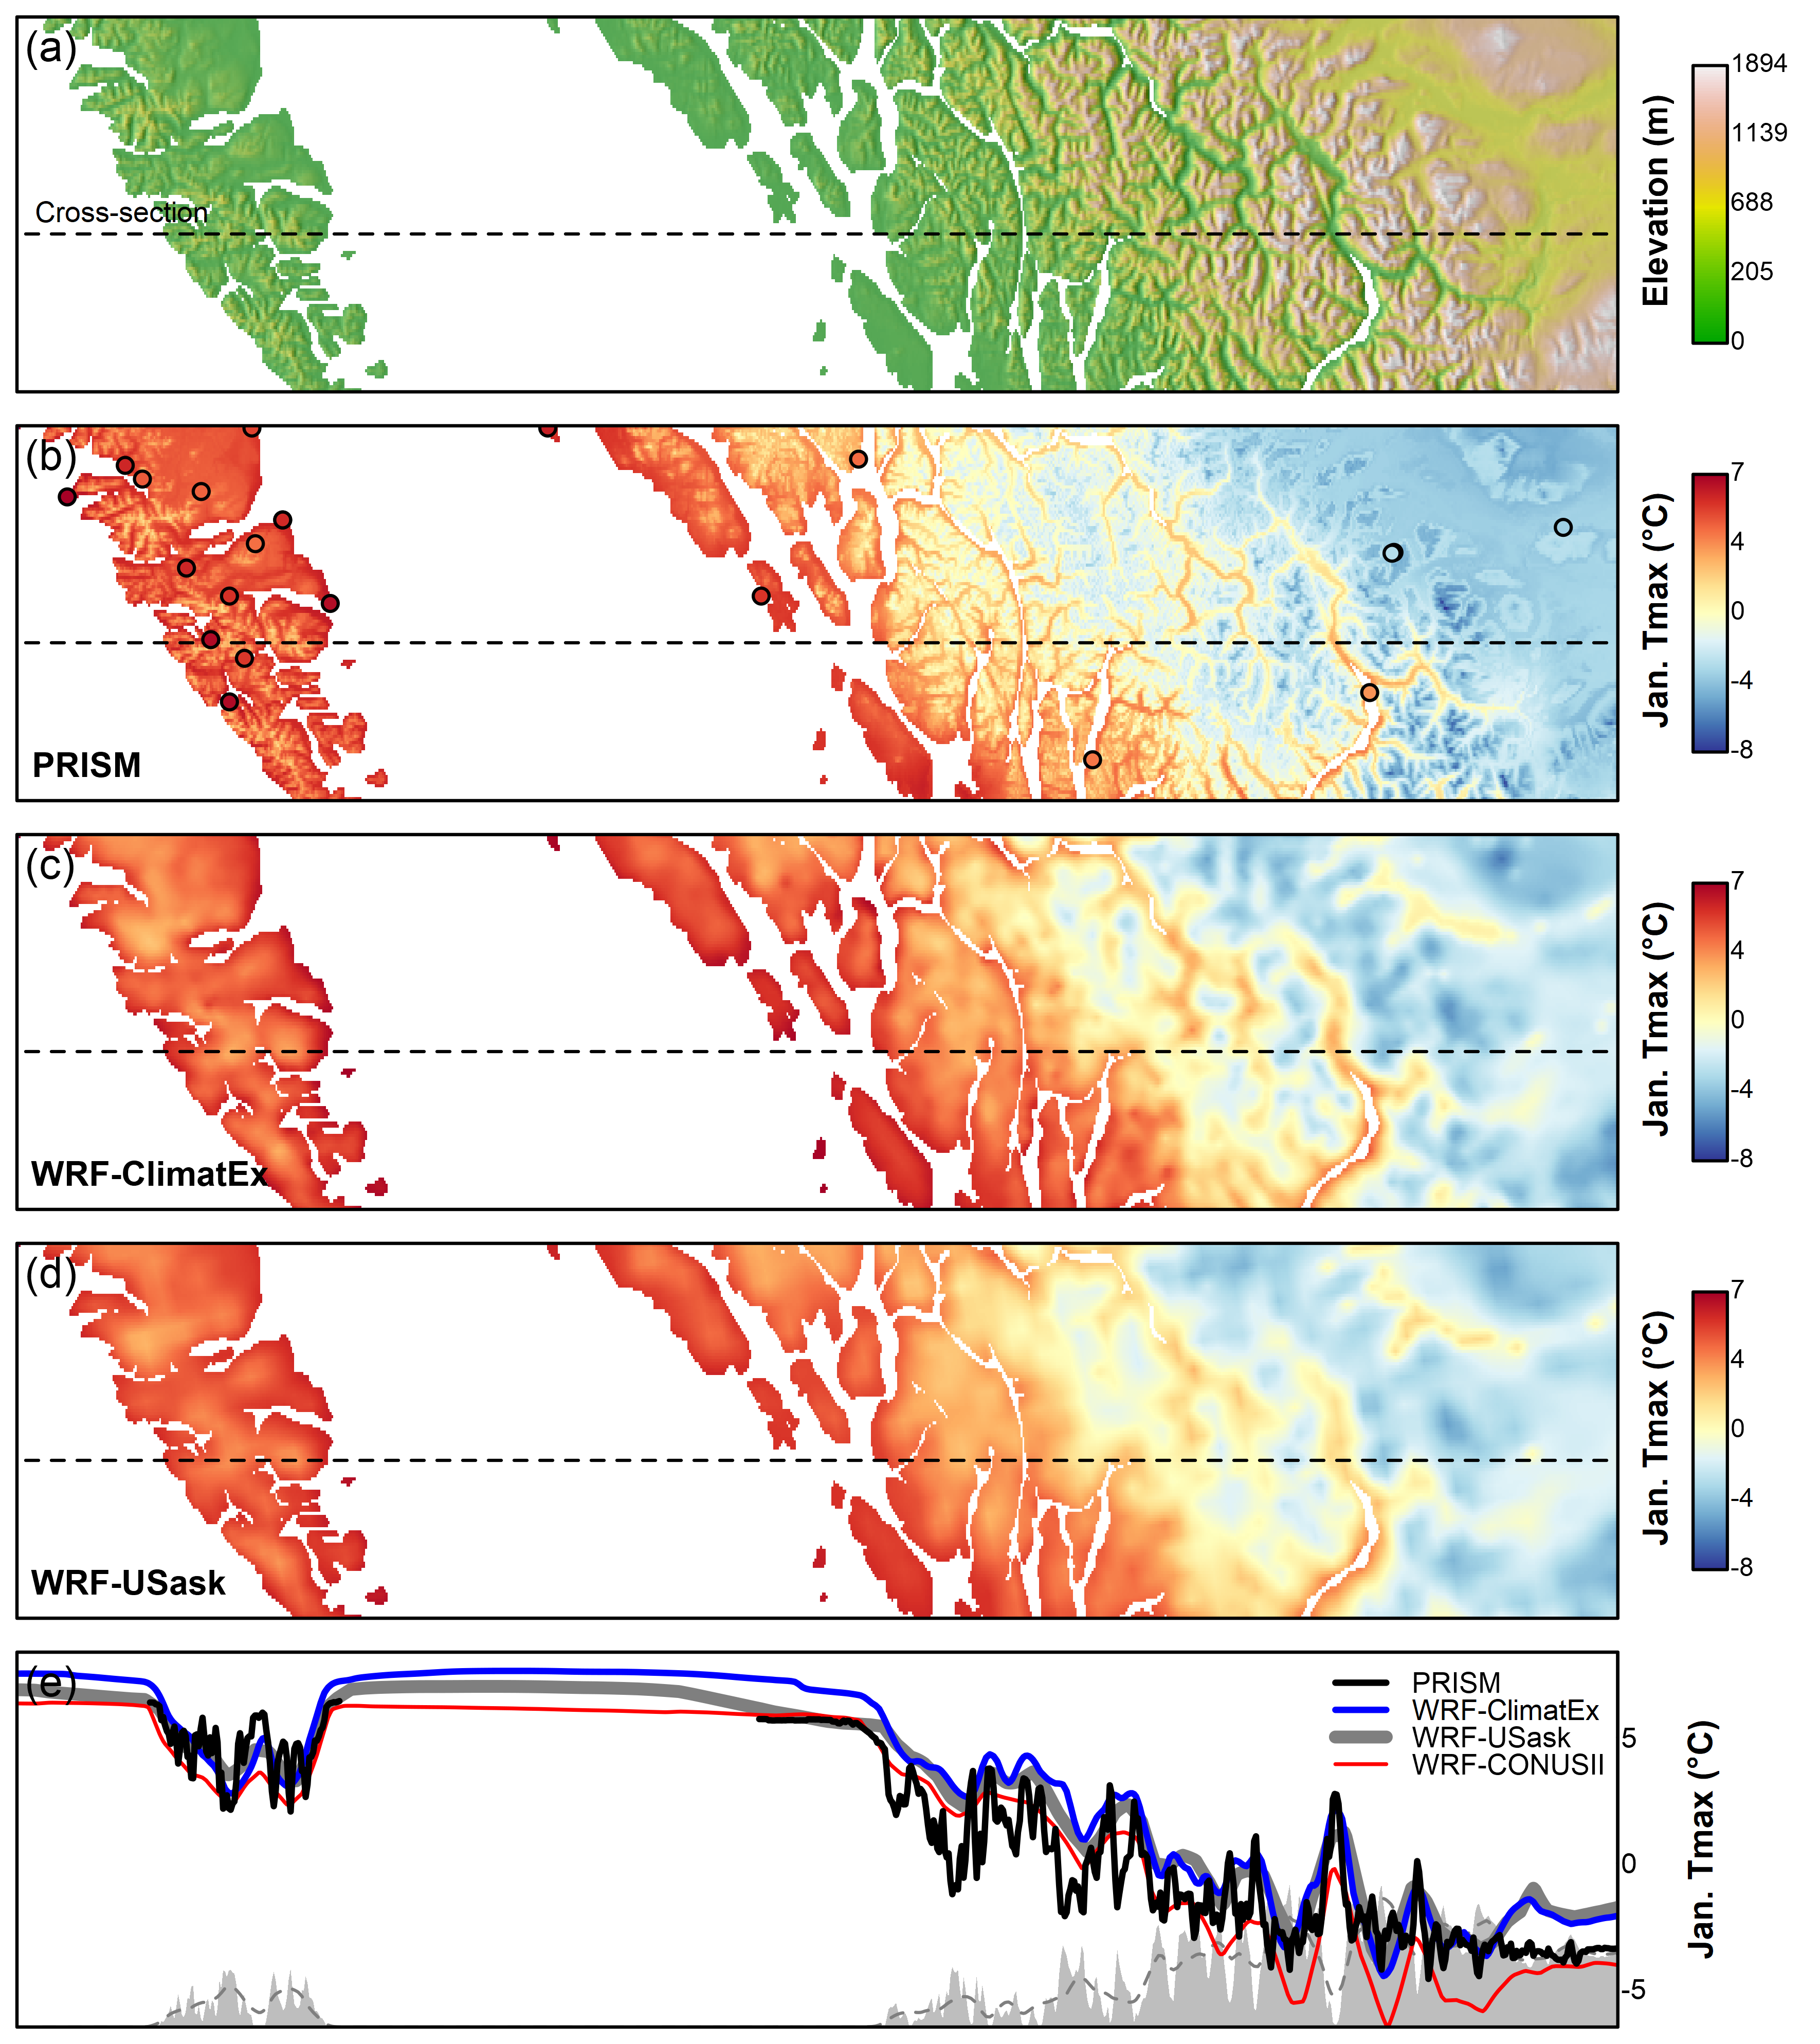 (a)
Cross-section
1894
1139
688
205
0
Elevation (m)
(b)
PRISM
7
4
0
-4
-8
Jan. Tmax (°C)
(c)
WRF-ClimatEx
7
4
0
-4
-8
Jan. Tmax (°C)
(d)
WRF-USask
7
4
0
-4
-8
Jan. Tmax (°C)
(e)
PRISM
WRF-ClimatEx
WRF-USask
WRF-CONUSII
5
0
-5
Jan. Tmax (°C)